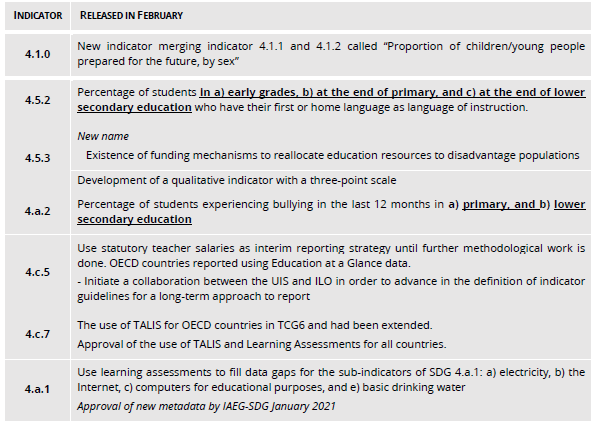 INDICATOR RELEASED IN FEBRUARY
4.1.0
New indicator merging indicator 4.1.1 and 4.1.2 called “Proportion of children/young people
prepared for the future, by sex”
4.5.2
Percentage of students in a) early grades, b) at the end of primary, and c) at the end of lower
secondary education who have their first or home language as language of instruction.
4.5.3
New name
Existence of funding mechanisms to reallocate education resources to disadvantage populations
Development of a qualitative indicator with a three-point scale
4.a.2
Percentage of students experiencing bullying in the last 12 months in a) primary, and b) lower
secondary education
4.c.5
Use statutory teacher salaries as interim reporting strategy until further methodological work is
done. OECD countries reported using Education at a Glance data.
- Initiate a collaboration between the UIS and ILO in order to advance in the definition of indicator
guidelines for a long-term approach to report
4.c.7
The use of TALIS for OECD countries in TCG6 and had been extended.
Approval of the use of TALIS and Learning Assessments for all countries.
4.a.1
Use learning assessments to fill data gaps for the sub-indicators of SDG 4.a.1: a) electricity, b) the
Internet, c) computers for educational purposes, and e) basic drinking water
Approval of new metadata by IAEG-SDG January 2021